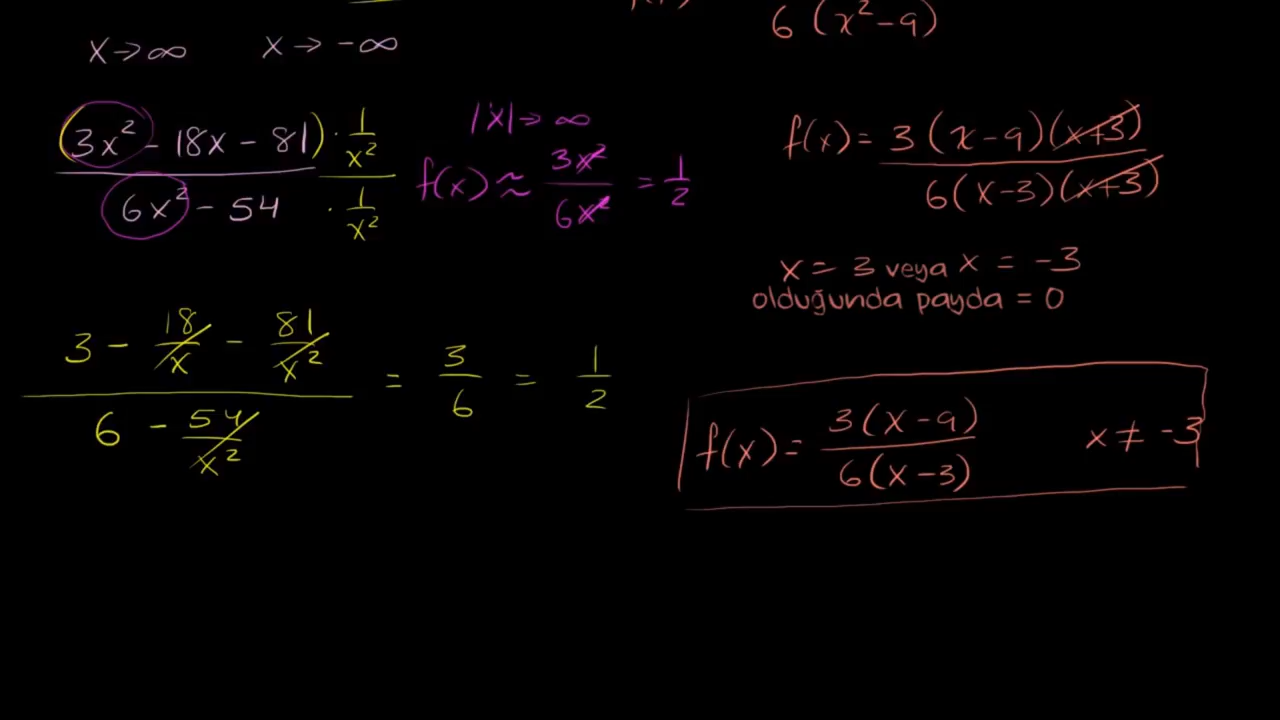 6(x²-9)
x→∞ x→-∞
3x² - 18x - 81) · 1/x²
6x² - 54 · 1/x²
|x|→∞
f(x) ≈ 3x²/6x² = 1/2
f(x) = 3(x-9)(x+3)
6(x-3)(x+3)
x = 3 veya x = -3
olduğunda payda = 0
3 - 18/x - 81/x²
6 - 54/x²
= 3/6 = 1/2
f(x) = 3(x-9)/6(x-3) x ≠ -3